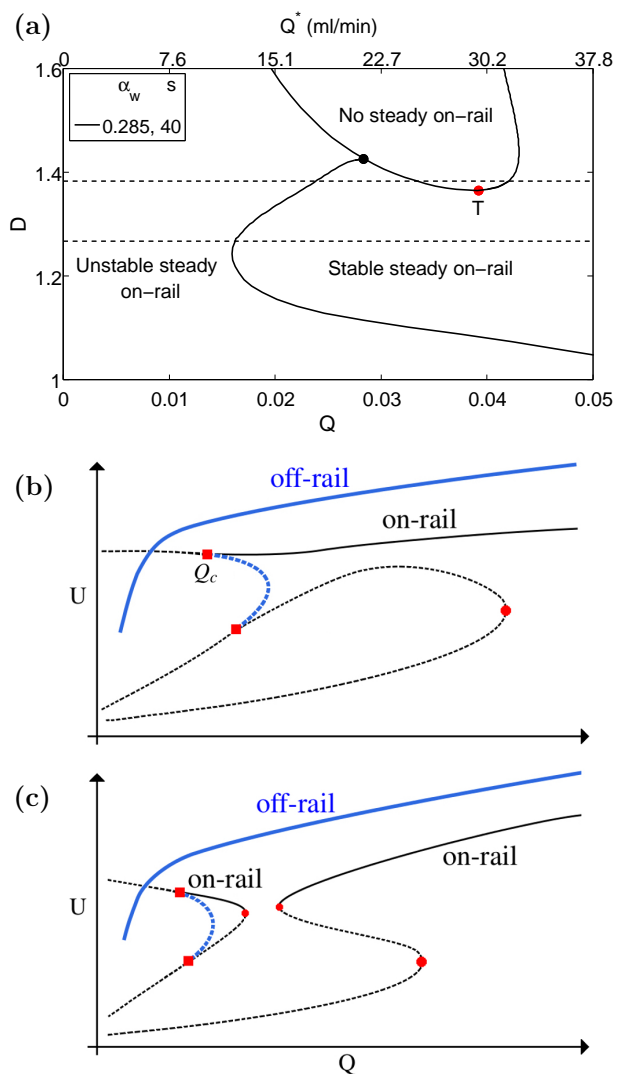 (a)
Q* (ml/min)
0 7.6 15.1 22.7 30.2 37.8
1.6
α_w s
0.285, 40
No steady on-rail
1.4
T
D
Unstable steady
on-rail
Stable steady on-rail
1.2
1
0 0.01 0.02 0.03 0.04 0.05
Q
(b)
off-rail
on-rail
Q_c
U
(c)
off-rail
on-rail
on-rail
U
Q